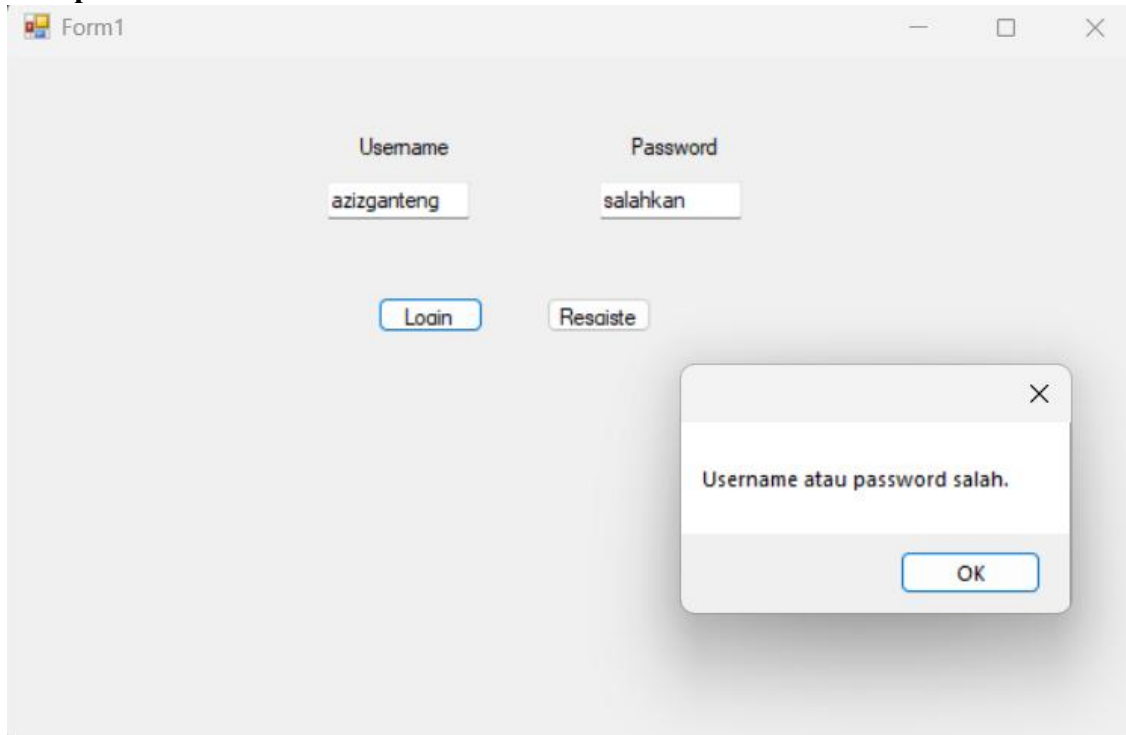 Form1
Username Password
azizganteng salahkan
Login Resgiste
Username atau password salah.
OK